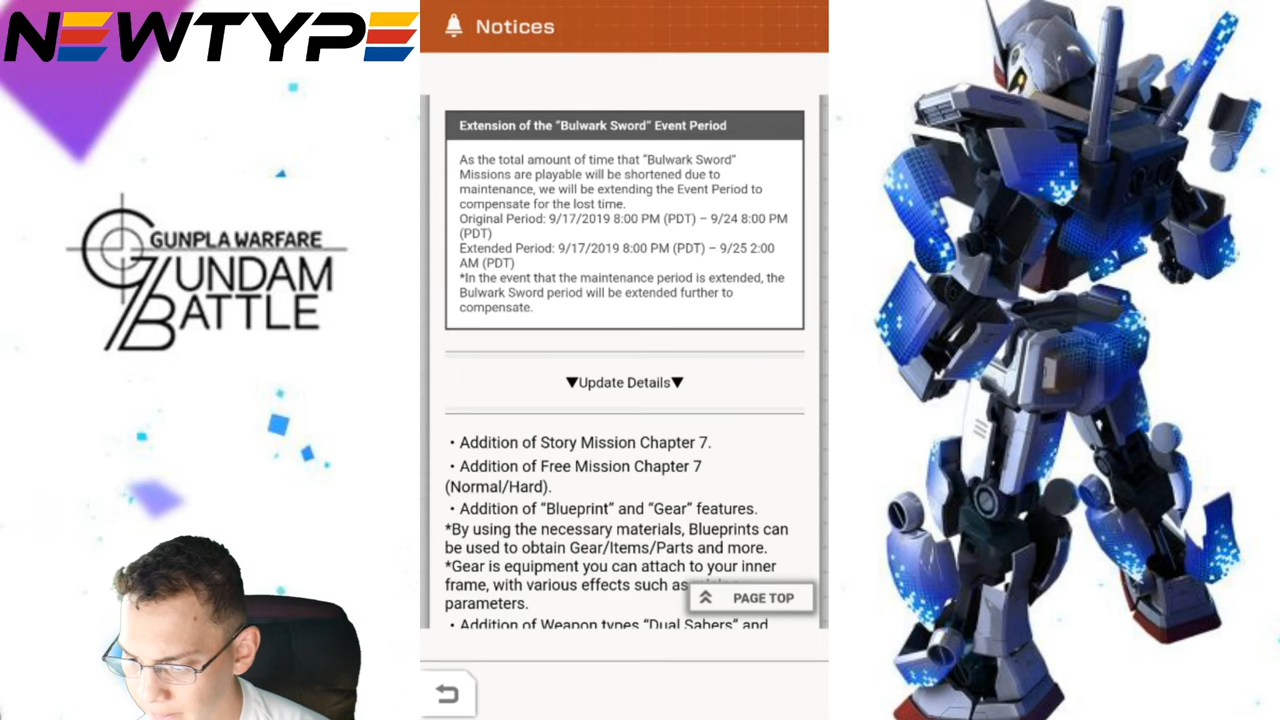 NEWTYPE
GUNPLA WARFARE
GUNDAM
BATTLE
Notices
Extension of the “Bulwark Sword” Event Period
As the total amount of time that “Bulwark Sword”
Missions are playable will be shortened due to
maintenance, we will be extending the Event Period to
compensate for the lost time.
Original Period: 9/17/2019 8:00 PM (PDT) – 9/24 8:00 PM
(PDT)
Extended Period: 9/17/2019 8:00 PM (PDT) – 9/25 2:00
AM (PDT)
*In the event that the maintenance period is extended, the
Bulwark Sword period will be extended further to
compensate.
▼Update Details▼
・Addition of Story Mission Chapter 7.
・Addition of Free Mission Chapter 7
(Normal/Hard).
・Addition of “Blueprint” and “Gear” features.
*By using the necessary materials, Blueprints can
be used to obtain Gear/Items/Parts and more.
*Gear is equipment you can attach to your inner
frame, with various effects such as
parameters.
PAGE TOP
・Addition of Weapon types “Dual Sabers” and